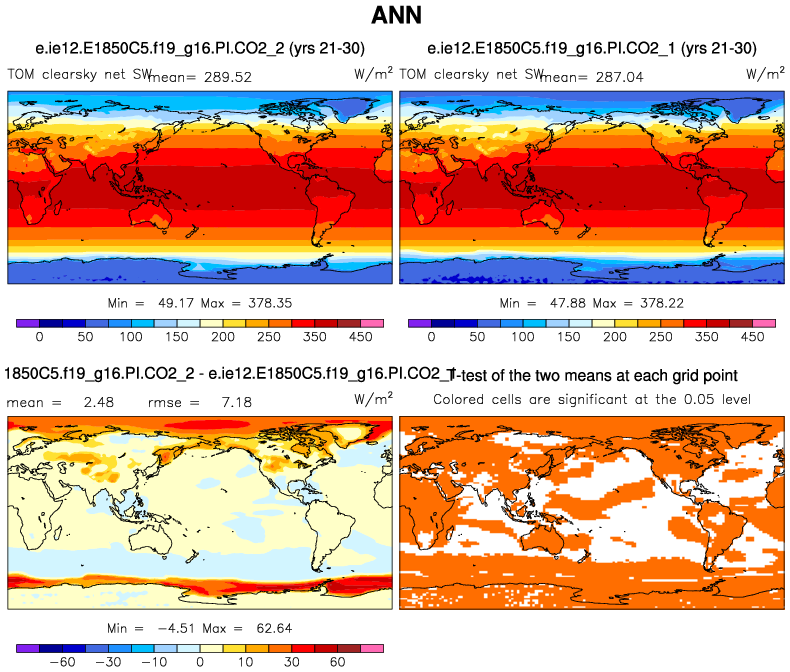 ANN
e.ie12.E1850C5.f19_g16.PI.CO2_2 (yrs 21-30)
e.ie12.E1850C5.f19_g16.PI.CO2_1 (yrs 21-30)
TOM clearsky net SW mean= 289.52 W/m²
TOM clearsky net SW mean= 287.04 W/m²
Min = 49.17 Max = 378.35
Min = 47.88 Max = 378.22
0 50 100 150 200 250 350 450
0 50 100 150 200 250 350 450
1850C5.f19_g16.PI.CO2_2 - e.ie12.E1850C5.f19_g16.PI.CO2_1
T-test of the two means at each grid point
mean = 2.48 rmse = 7.18 W/m²
Colored cells are significant at the 0.05 level
Min = -4.51 Max = 62.64
-60 -30 -10 0 10 30 60